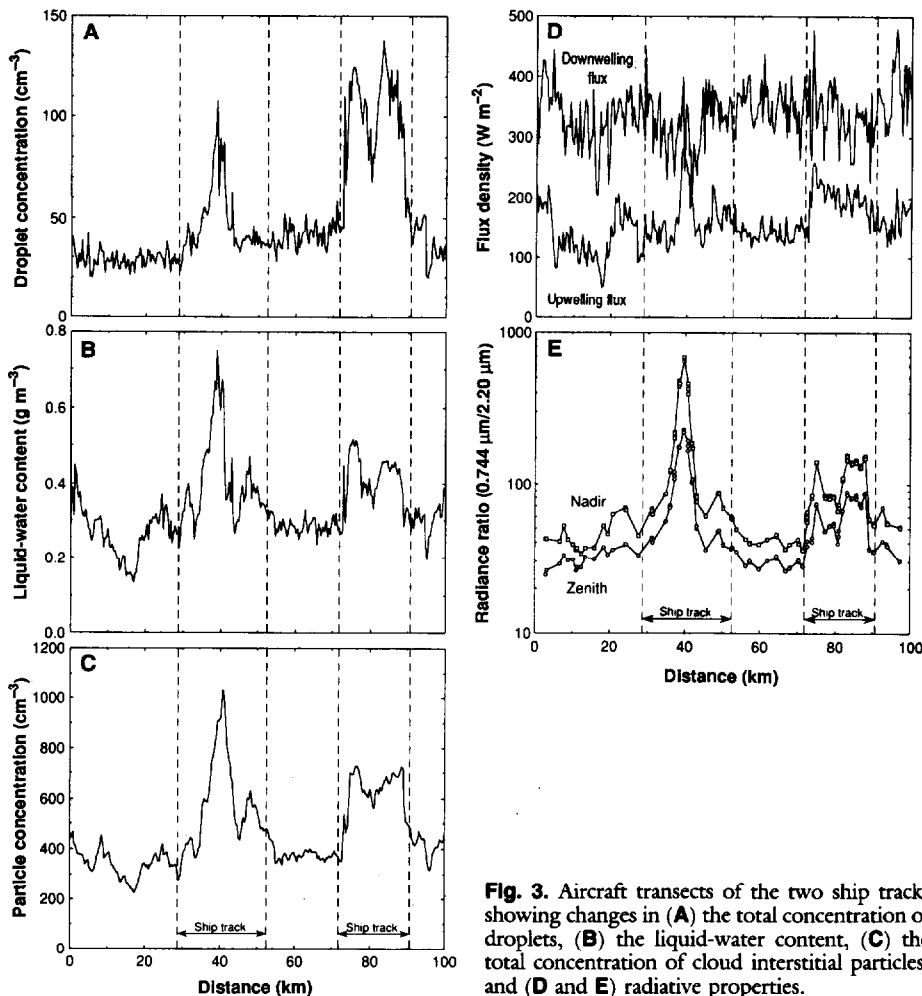 A
Droplet concentration (cm⁻³)
150
100
50
0
B
Liquid-water content (g m⁻³)
0.8
0.6
0.4
0.2
0.0
C
Particle concentration (cm⁻³)
1200
1000
800
600
400
200
0
Ship track
Ship track
0 20 40 60 80 100
Distance (km)
D
Flux density (W m⁻²)
500
400
300
200
100
0
Downwelling
flux
Upwelling flux
E
Radiance ratio (0.744 µm/2.20 µm)
1000
100
10
Nadir
Zenith
Ship track
Ship track
0 20 40 60 80 100
Distance (km)
Fig. 3. Aircraft transects of the two ship track
showing changes in (A) the total concentration o
droplets, (B) the liquid-water content, (C) the
total concentration of cloud interstitial particles
and (D and E) radiative properties.